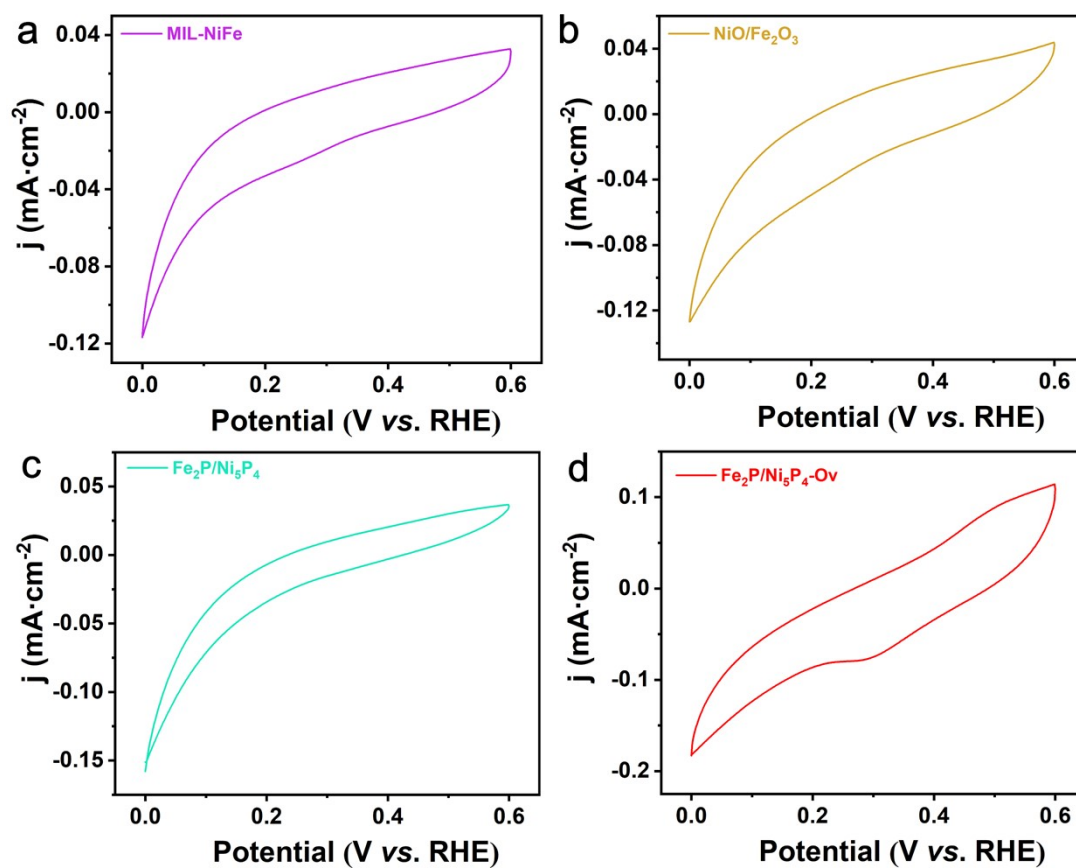 a
MIL-NiFe
j (mA·cm⁻²)
0.04
0.00
-0.04
-0.08
-0.12
0.0 0.2 0.4 0.6
Potential (V vs. RHE)
b
NiO/Fe₂O₃
j (mA·cm⁻²)
0.04
0.00
-0.04
-0.08
-0.12
0.0 0.2 0.4 0.6
Potential (V vs. RHE)
c
Fe₂P/Ni₅P₄
j (mA·cm⁻²)
0.05
0.00
-0.05
-0.10
-0.15
0.0 0.2 0.4 0.6
Potential (V vs. RHE)
d
Fe₂P/Ni₅P₄-Ov
j (mA·cm⁻²)
0.1
0.0
-0.1
-0.2
0.0 0.2 0.4 0.6
Potential (V vs. RHE)